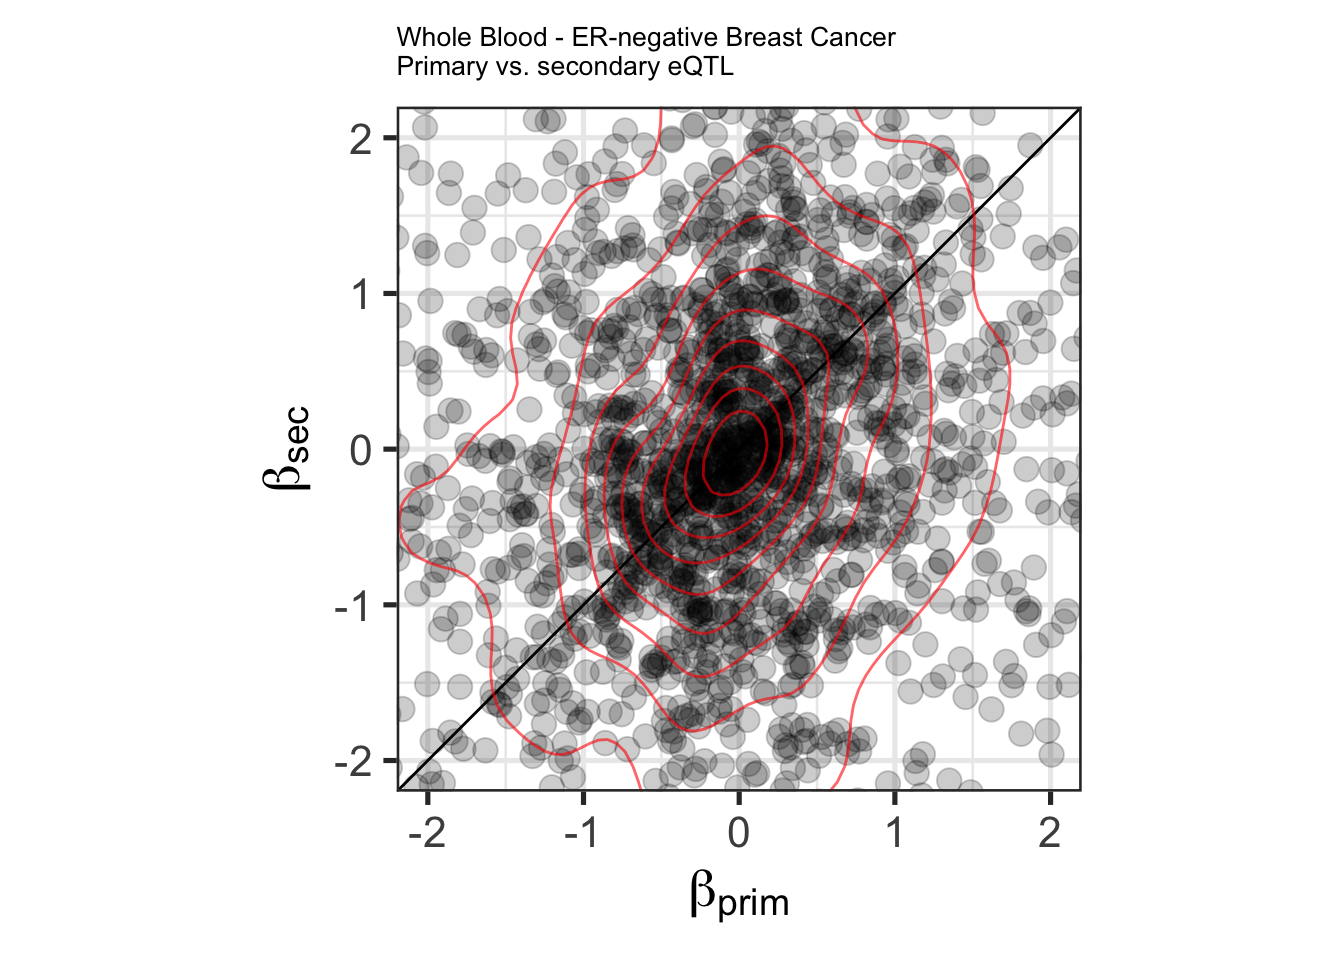 Whole Blood - ER-negative Breast Cancer
Primary vs. secondary eQTL
2
1
0
-1
-2
βsec
-2 -1 0 1 2
βprim